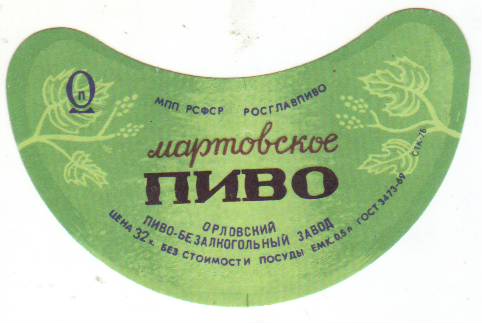 Оп
МПП РСФСР РОСГЛАВПИВО
мартовское
ПИВО
ОРЛОВСКИЙ
ПИВО-БЕЗАЛКОГОЛЬНЫЙ ЗАВОД
ЦЕНА 32 к. БЕЗ СТОИМОСТИ ПОСУДЫ ЕМК. 0,5 л ГОСТ 3473-69